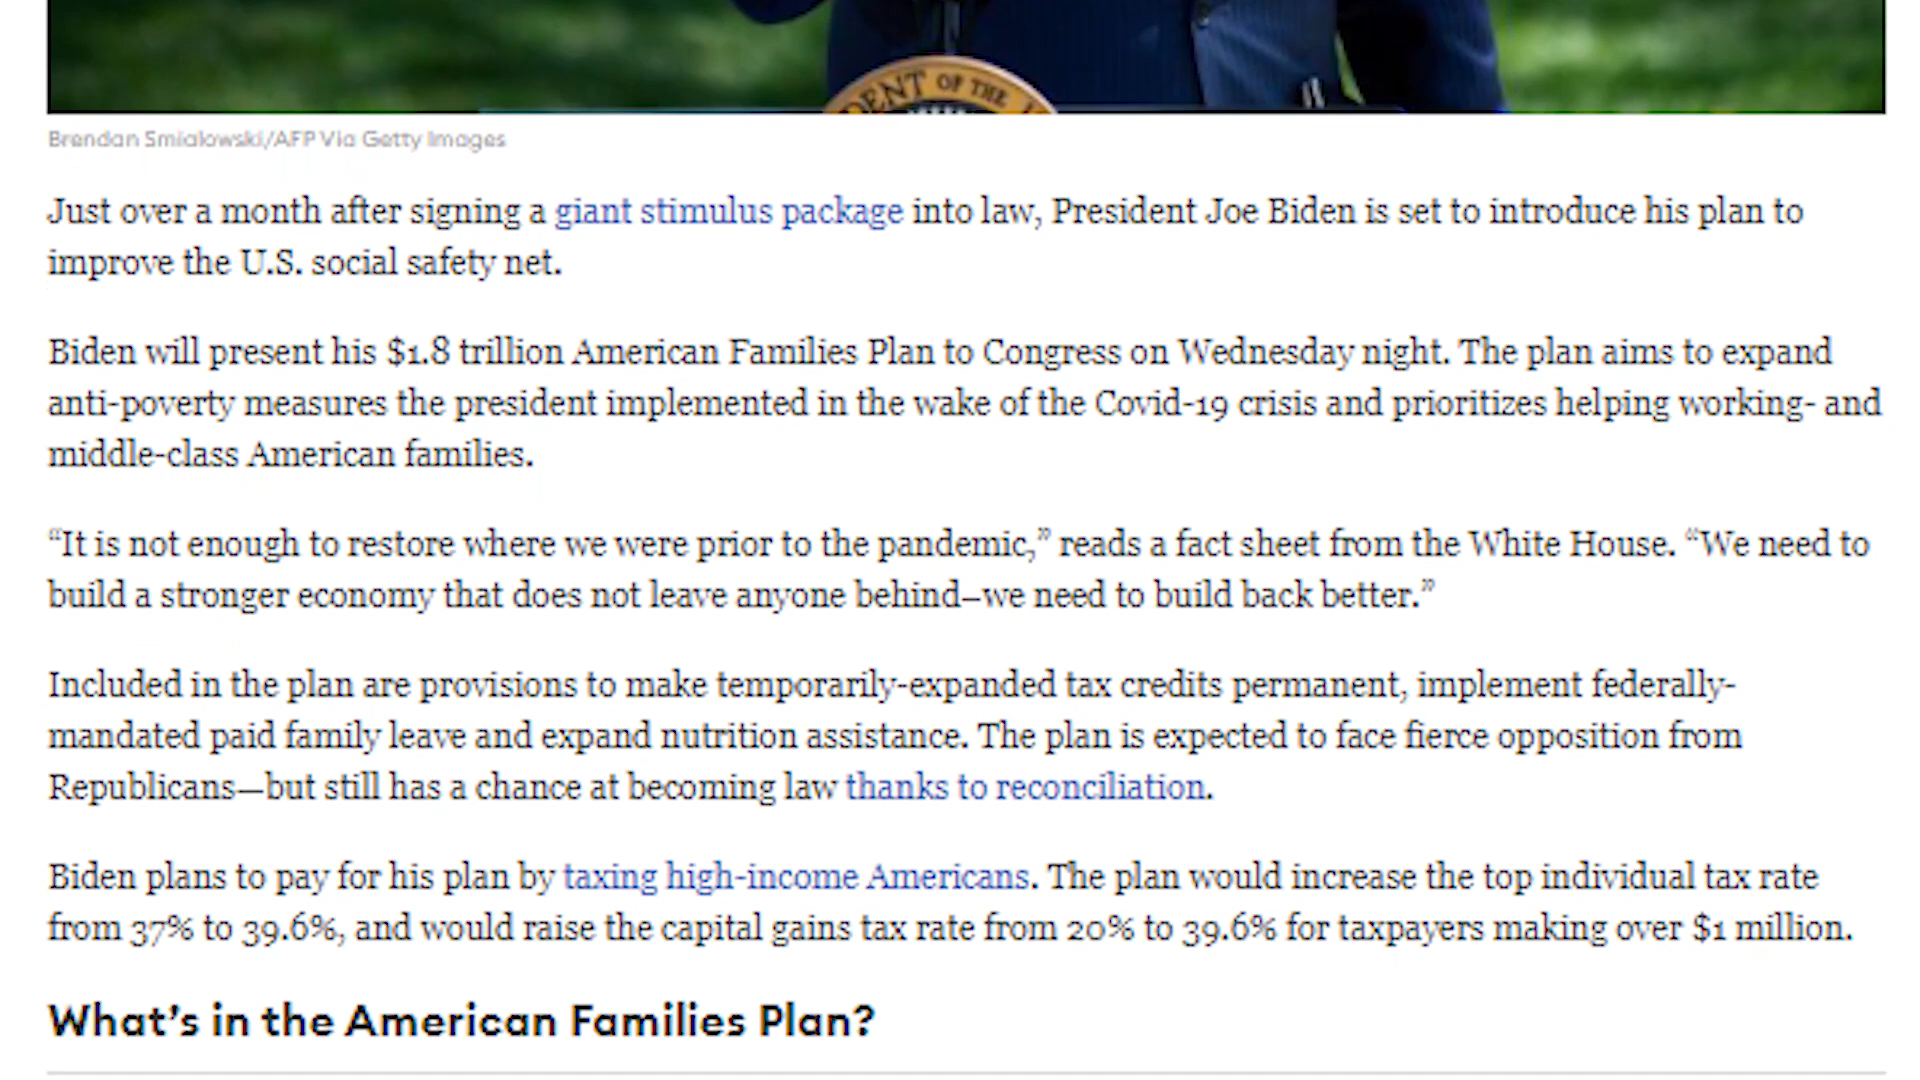 DENT OF THE
Brendan Smialowski/AFP Via Getty Images
Just over a month after signing a giant stimulus package into law, President Joe Biden is set to introduce his plan to
improve the U.S. social safety net.
Biden will present his $1.8 trillion American Families Plan to Congress on Wednesday night. The plan aims to expand
anti-poverty measures the president implemented in the wake of the Covid-19 crisis and prioritizes helping working- and
middle-class American families.
“It is not enough to restore where we were prior to the pandemic,” reads a fact sheet from the White House. “We need to
build a stronger economy that does not leave anyone behind–we need to build back better.”
Included in the plan are provisions to make temporarily-expanded tax credits permanent, implement federally-
mandated paid family leave and expand nutrition assistance. The plan is expected to face fierce opposition from
Republicans—but still has a chance at becoming law thanks to reconciliation.
Biden plans to pay for his plan by taxing high-income Americans. The plan would increase the top individual tax rate
from 37% to 39.6%, and would raise the capital gains tax rate from 20% to 39.6% for taxpayers making over $1 million.
What’s in the American Families Plan?